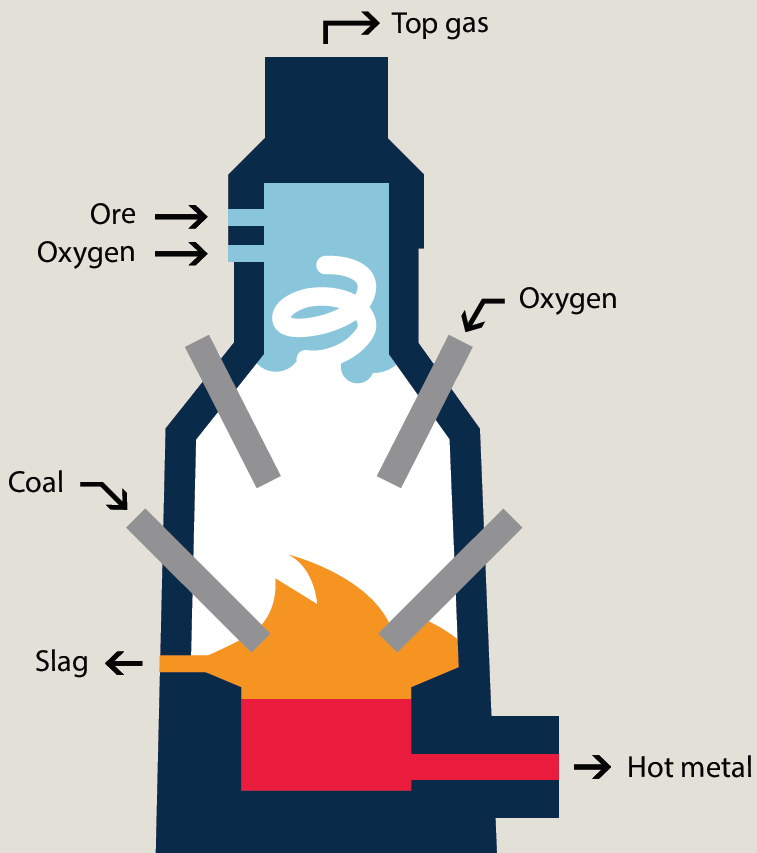 Top gas
Ore
Oxygen
Oxygen
Coal
Slag
Hot metal